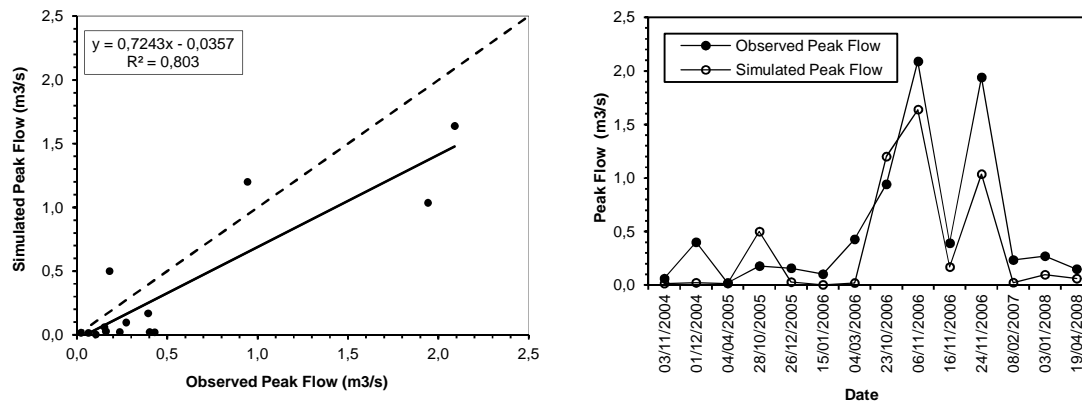 y = 0,7243x - 0,0357
R² = 0,803
2,5
2,0
1,5
1,0
0,5
0,0
Simulated Peak Flow (m3/s)
0,0 0,5 1,0 1,5 2,0 2,5
Observed Peak Flow (m3/s)
Observed Peak Flow
Simulated Peak Flow
2,5
2,0
1,5
1,0
0,5
0,0
Peak Flow (m3/s)
03/11/2004
01/12/2004
04/04/2005
28/10/2005
26/12/2005
15/01/2006
04/03/2006
23/10/2006
06/11/2006
16/11/2006
24/11/2006
08/02/2007
03/01/2008
19/04/2008
Date